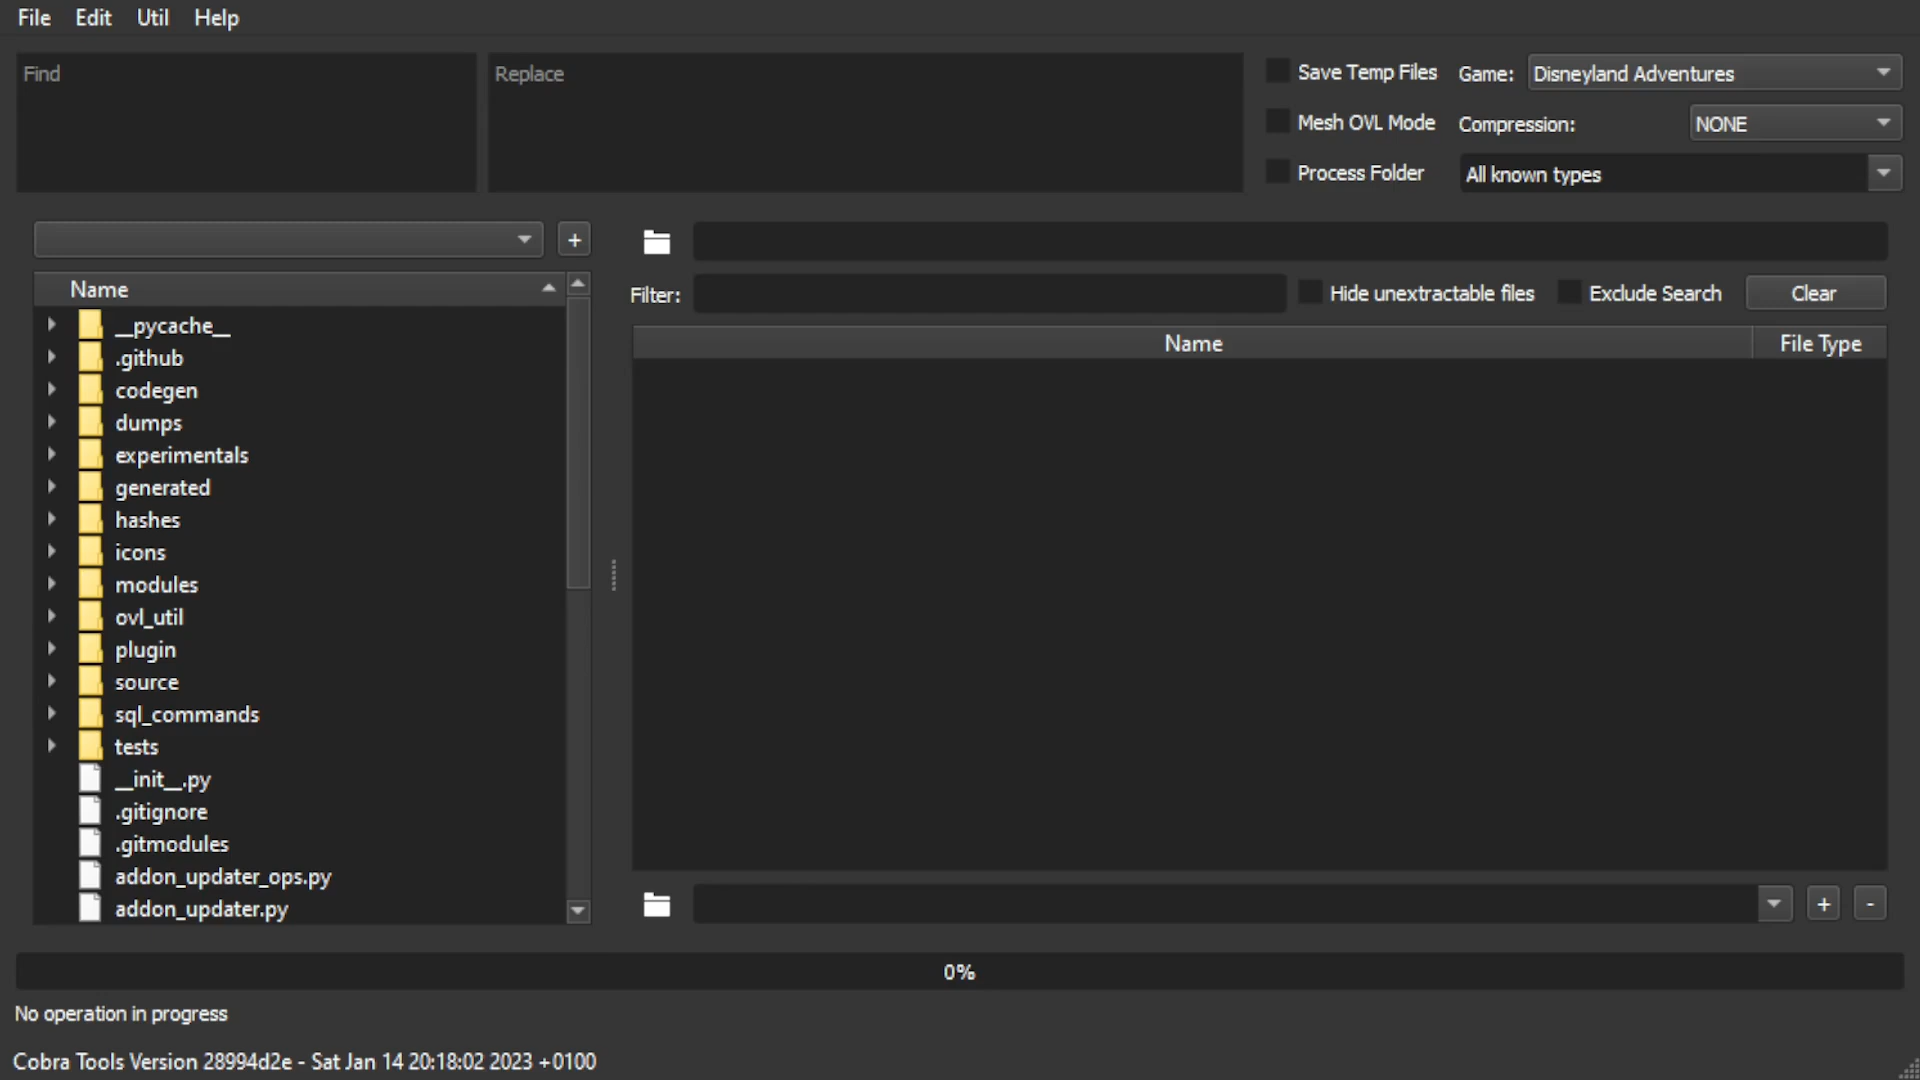 File Edit Util Help
Find
Replace
Save Temp Files
Game:
Disneyland Adventures
Mesh OVL Mode
Compression:
NONE
Process Folder
All known types
+
Filter:
Hide unextractable files
Exclude Search
Clear
Name
__pycache__
.github
codegen
dumps
experimentals
generated
hashes
icons
modules
ovl_util
plugin
source
sql_commands
tests
__init__.py
.gitignore
.gitmodules
addon_updater_ops.py
addon_updater.py
Name
File Type
+
-
0%
No operation in progress
Cobra Tools Version 28994d2e - Sat Jan 14 20:18:02 2023 +0100